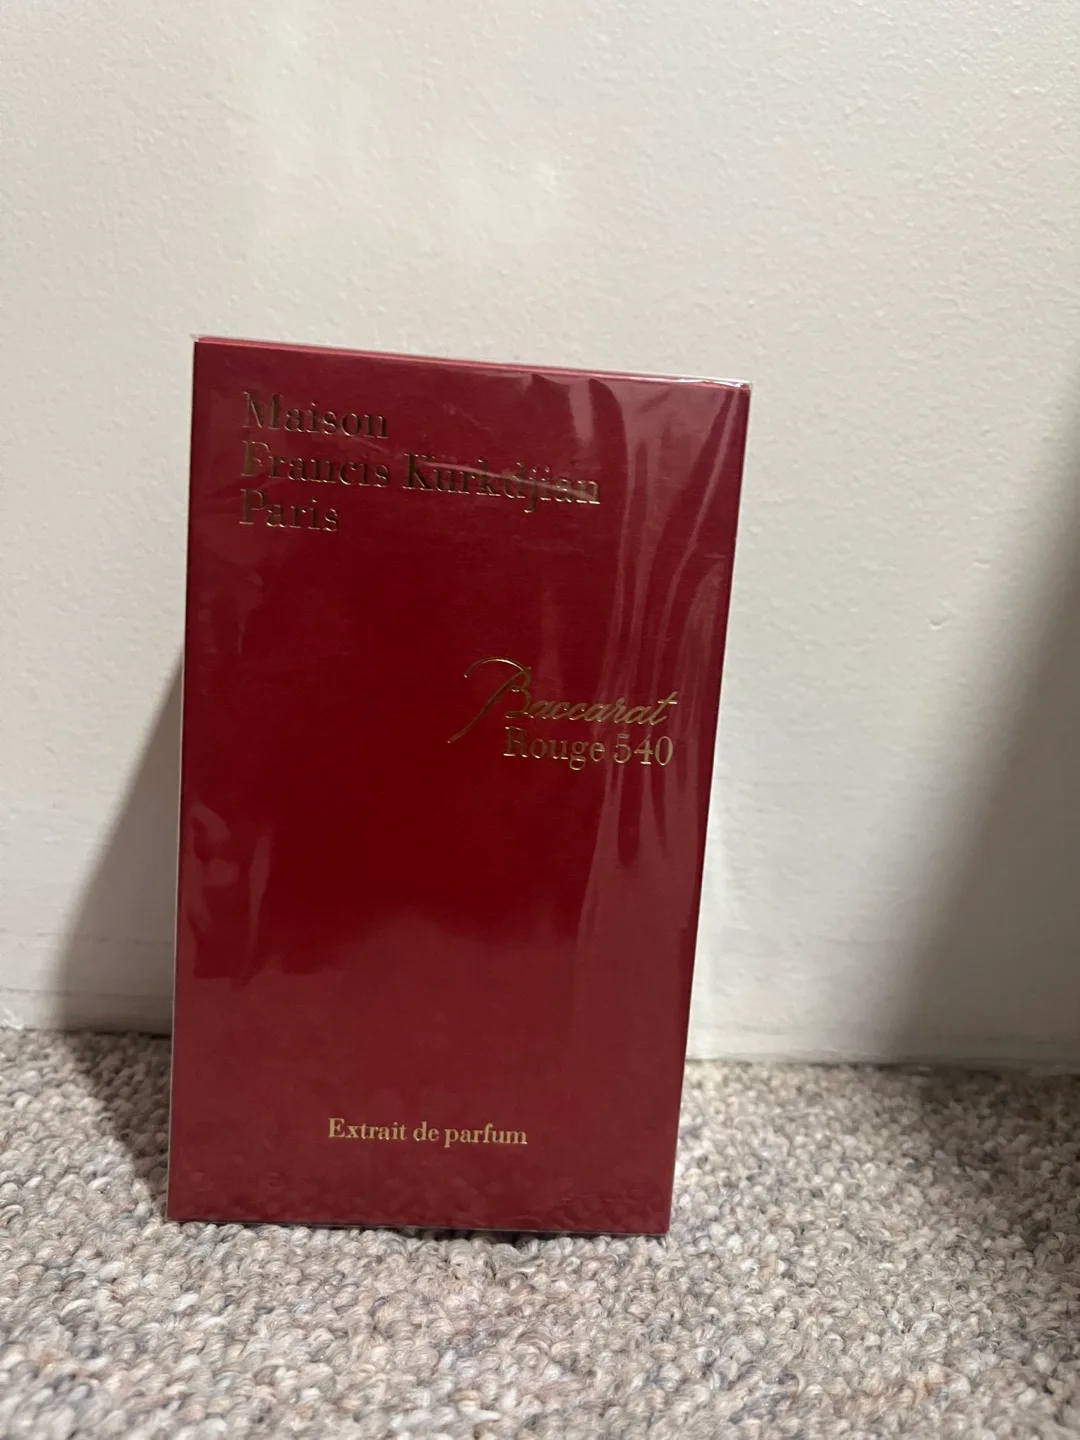 Maison
Francis Kurkdjian
Paris
Baccarat
Rouge 540
Extrait de parfum